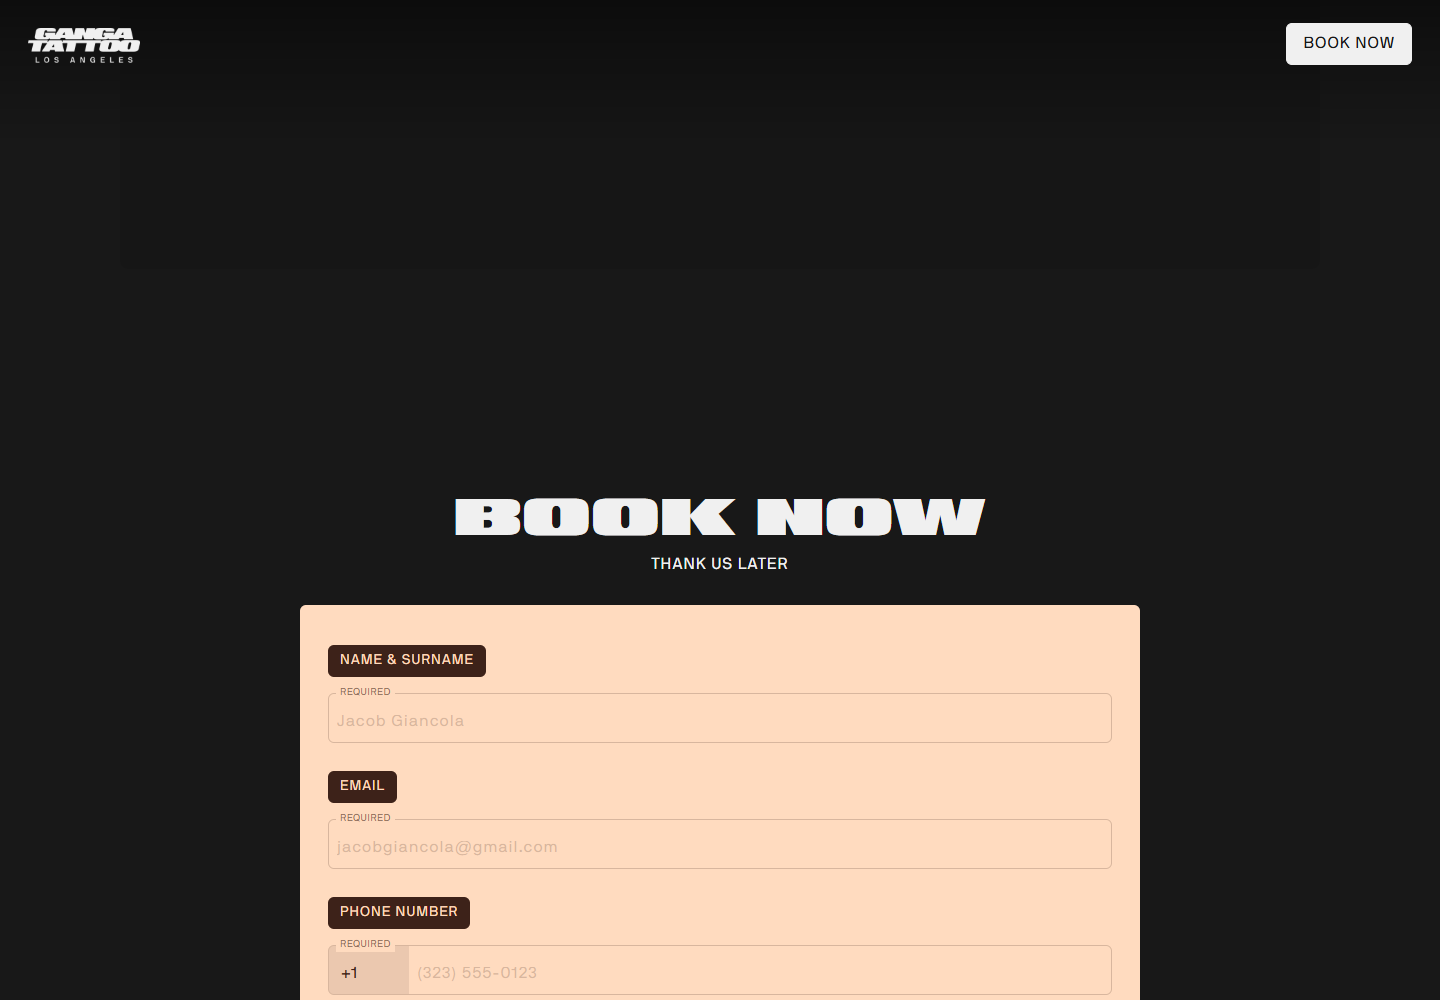 GANGA
TATTOO
LOS ANGELES
BOOK NOW
BOOK NOW
THANK US LATER
NAME & SURNAME
REQUIRED
Jacob Giancola
EMAIL
REQUIRED
jacobgiancola@gmail.com
PHONE NUMBER
REQUIRED
+1 (323) 555-0123